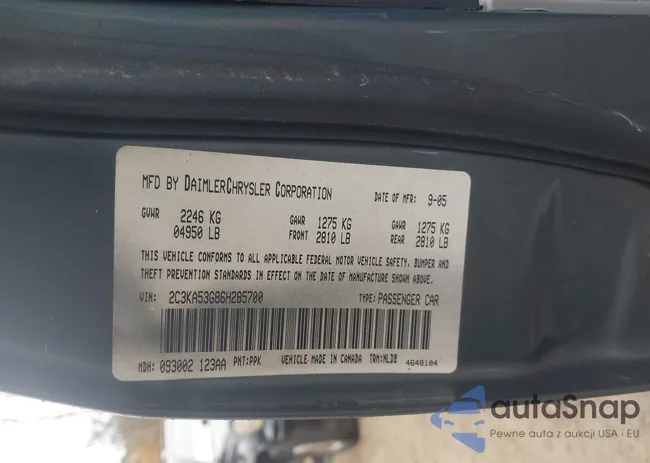 MFD BY DAIMLERCHRYSLER CORPORATION DATE OF MFR: 9-05
GVWR 2246 KG GAWR 1275 KG GAWR 1275 KG
04950 LB FRONT 2810 LB REAR 2810 LB
THIS VEHICLE CONFORMS TO ALL APPLICABLE FEDERAL MOTOR VEHICLE SAFETY, BUMPER AND
THEFT PREVENTION STANDARDS IN EFFECT ON THE DATE OF MANUFACTURE SHOWN ABOVE.
VIN: 2C3KA53G86H285700 TYPE: PASSENGER CAR
MDH: 093002 123AA PNT: PPK VEHICLE MADE IN CANADA TRM: NLDB 4648104
autoSnap
Pewne auta z aukcji USA i EU